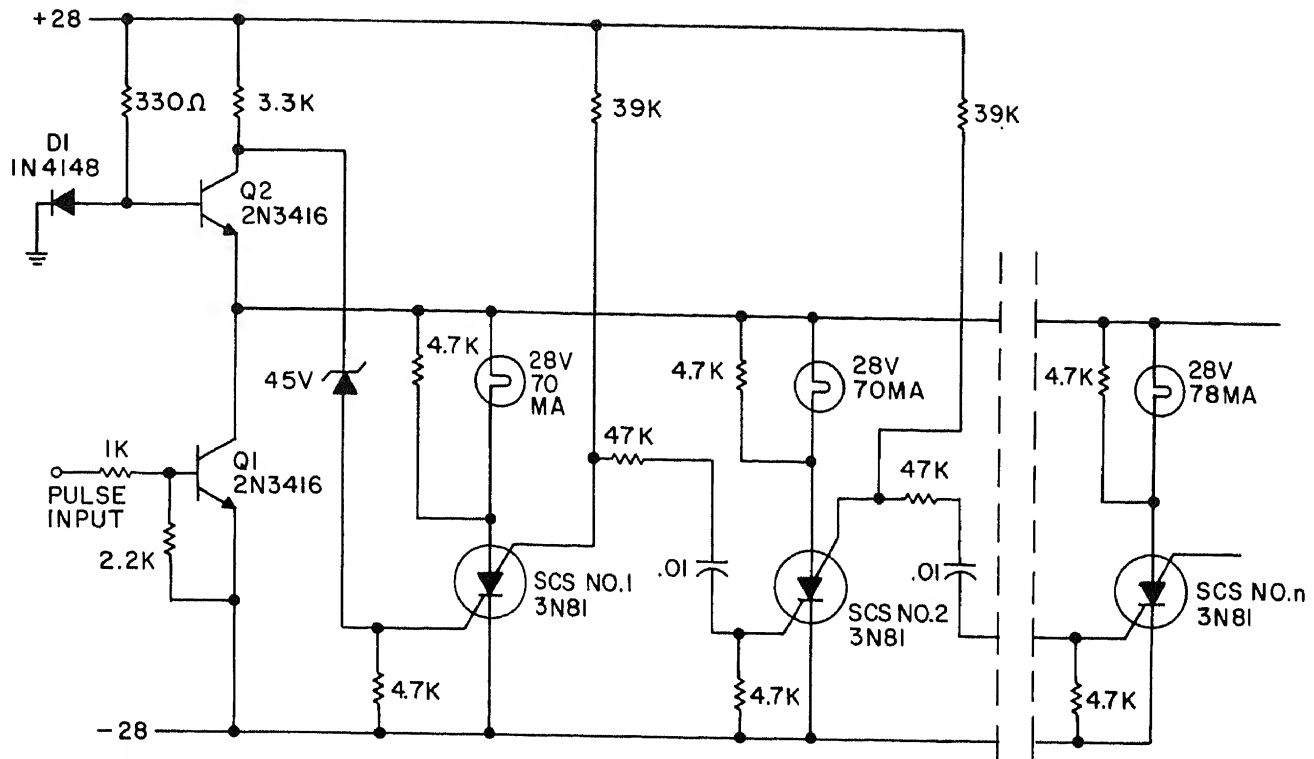 +28
330Ω
3.3K
39K
39K
D1
1N4148
Q2
2N3416
4.7K
28V
70
MA
4.7K
28V
70MA
4.7K
28V
78MA
45V
47K
47K
1K
PULSE
INPUT
Q1
2N3416
2.2K
SCS NO.1
3N81
.01
SCS NO.2
3N81
.01
SCS NO.n
3N81
4.7K
4.7K
4.7K
-28